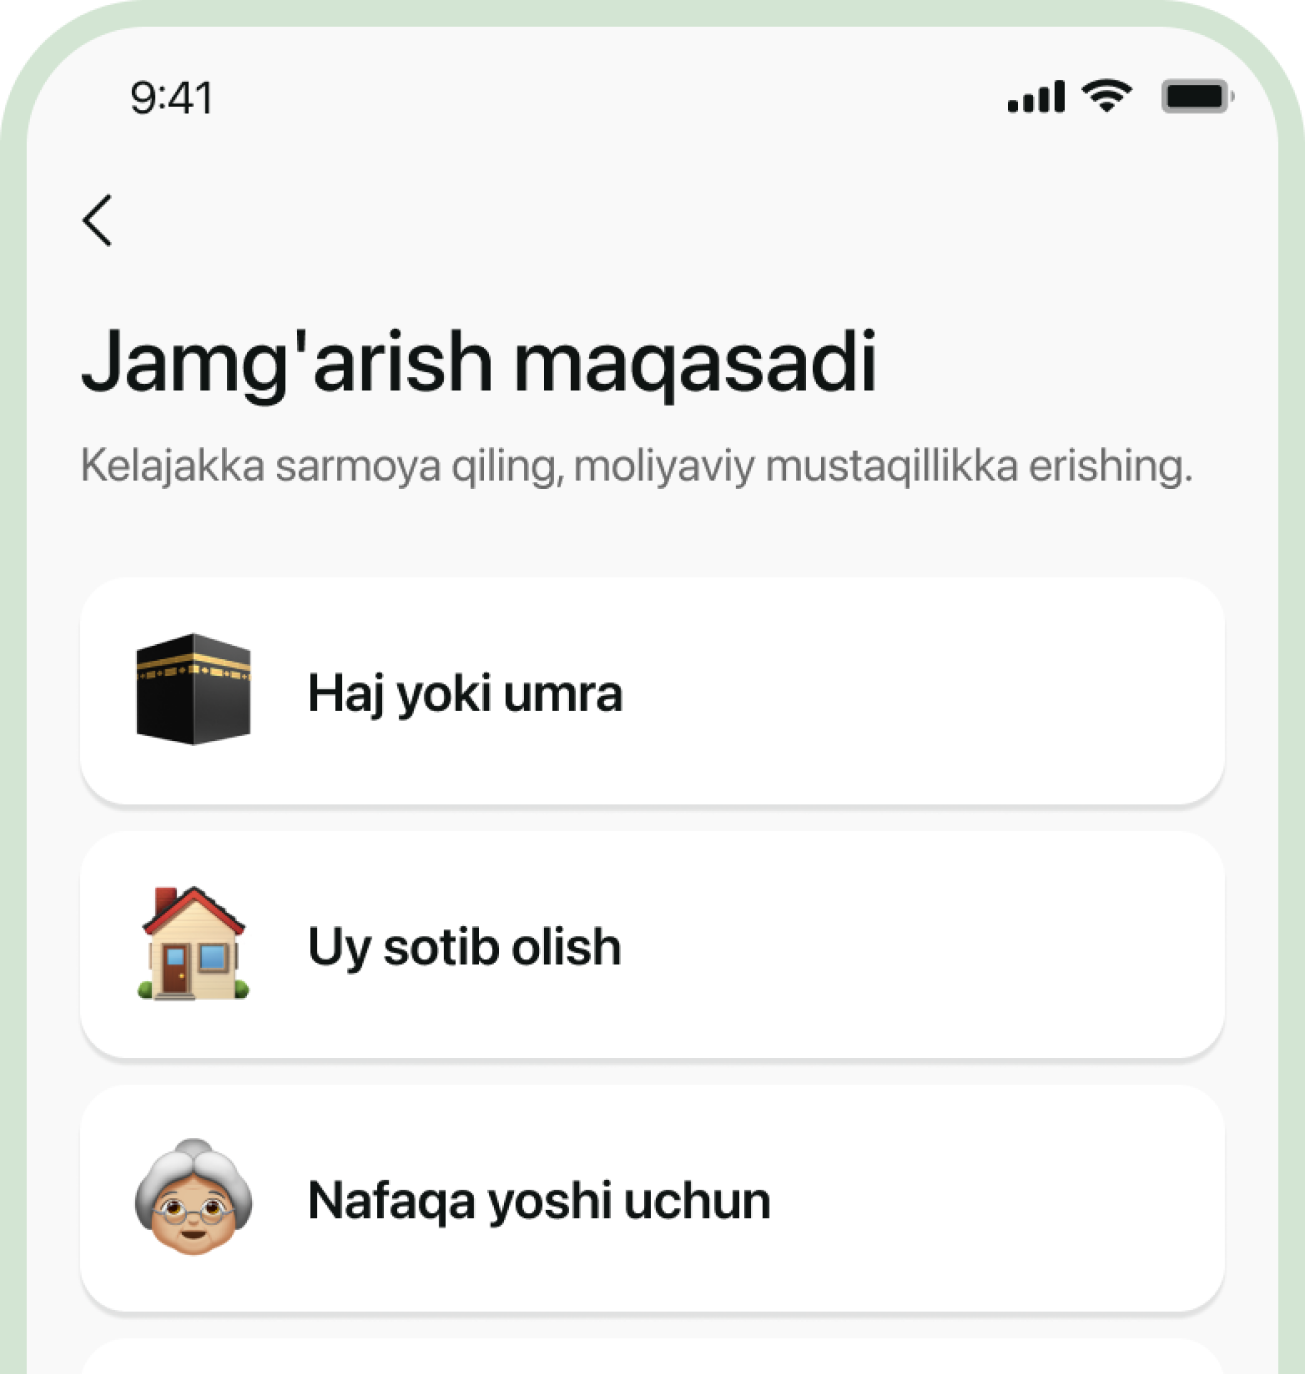 9:41
Jamg'arish maqasadi
Kelajakka sarmoya qiling, moliyaviy mustaqillikka erishing.
Haj yoki umra
Uy sotib olish
Nafaqa yoshi uchun